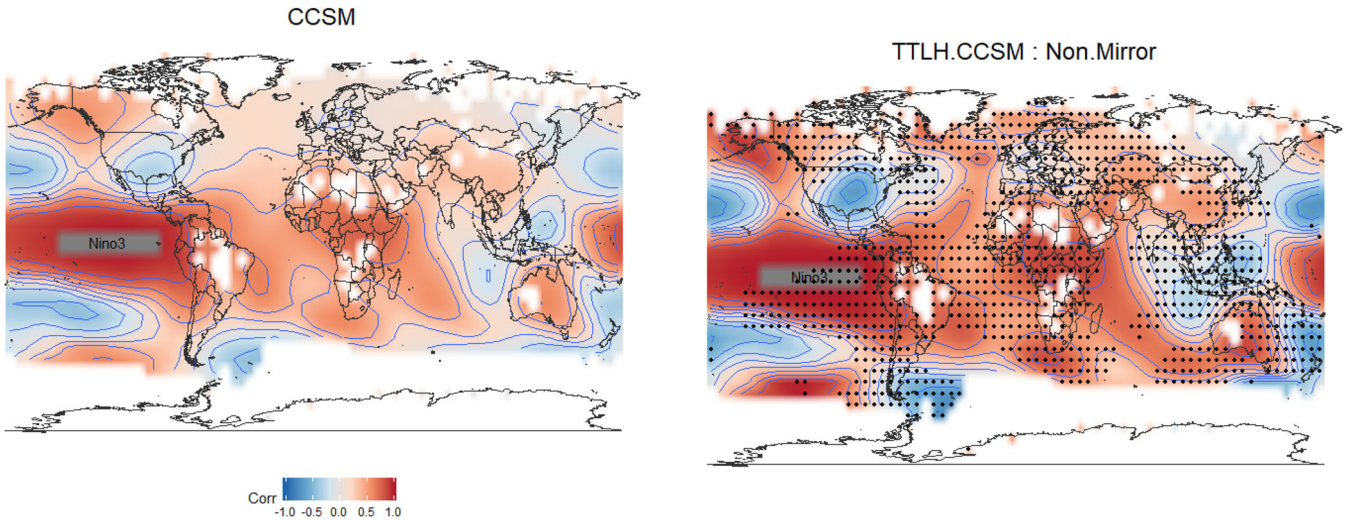 CCSM
TTLH.CCSM : Non.Mirror
Nino3
Nino3
Corr
-1.0 -0.5 0.0 0.5 1.0